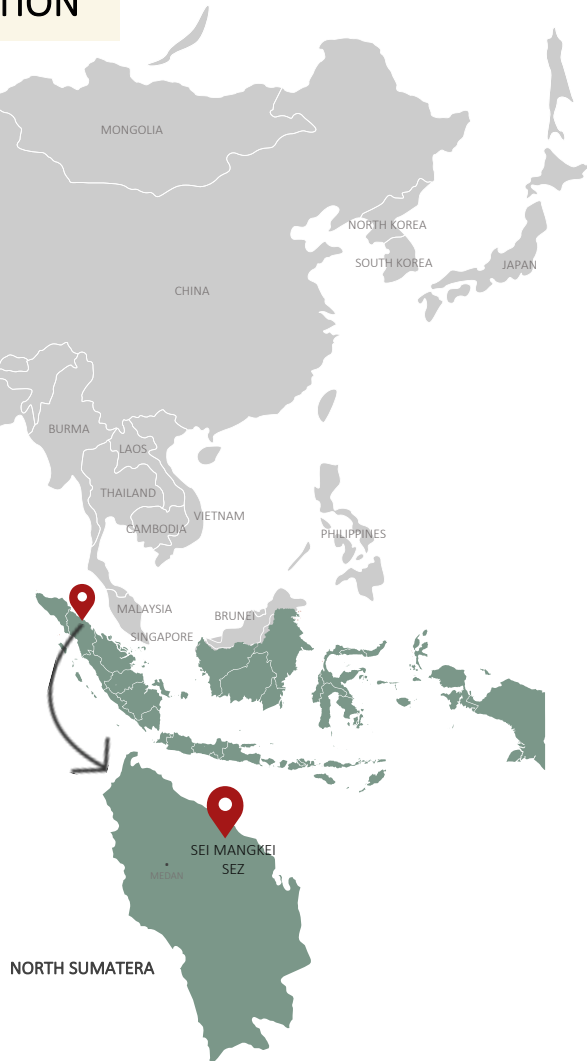 TION
MONGOLIA
NORTH KOREA
SOUTH KOREA
JAPAN
CHINA
BURMA
LAOS
THAILAND
VIETNAM
CAMBODIA
PHILIPPINES
MALAYSIA
BRUNEI
SINGAPORE
SEI MANGKEI
SEZ
MEDAN
NORTH SUMATERA